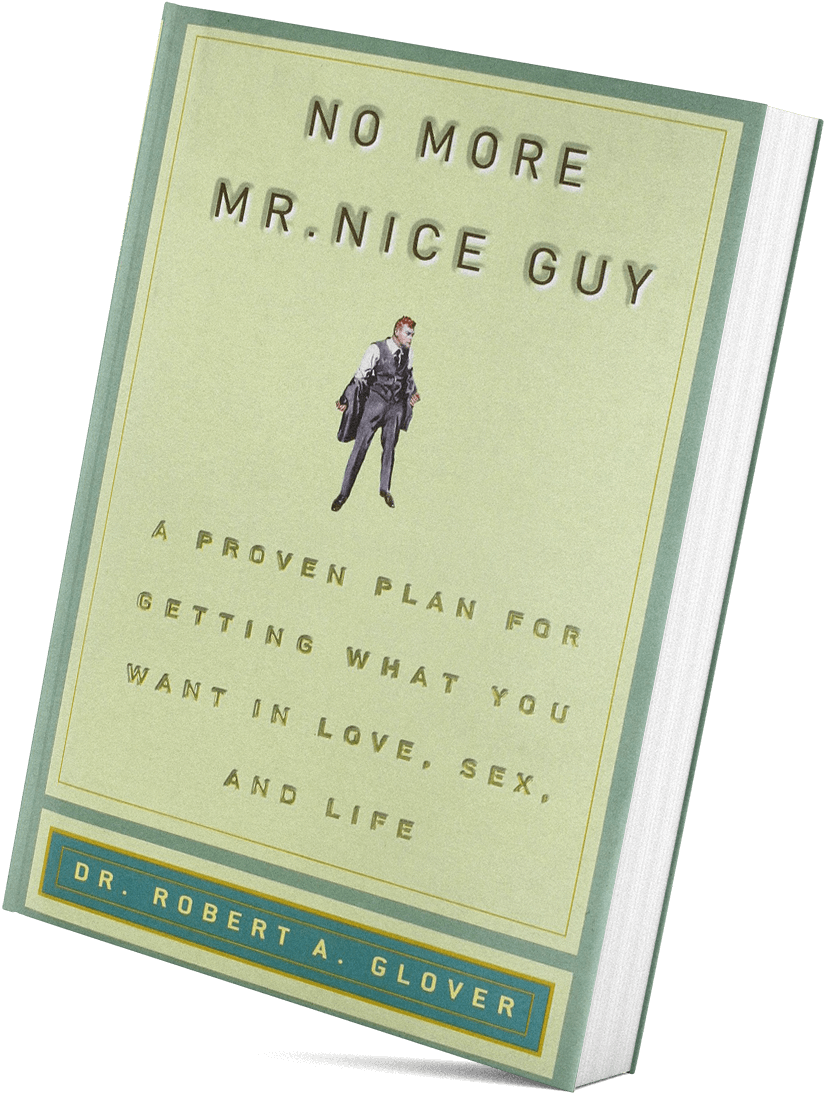 NO MORE
MR.NICE GUY
A PROVEN PLAN FOR
GETTING WHAT YOU
WANT IN LOVE, SEX,
AND LIFE
DR. ROBERT A. GLOVER